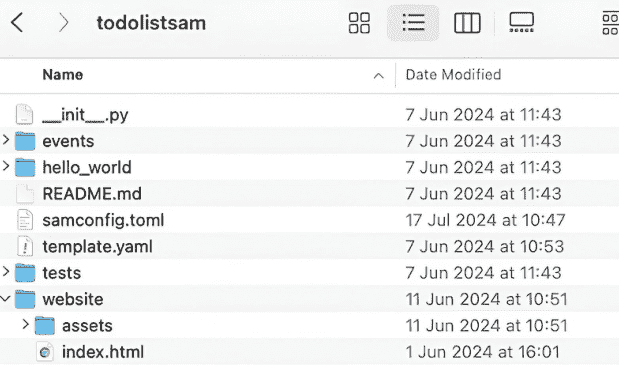 todolistsam
Name Date Modified
__init__.py 7 Jun 2024 at 11:43
events 7 Jun 2024 at 11:43
hello_world 7 Jun 2024 at 11:43
README.md 7 Jun 2024 at 11:43
samconfig.toml 17 Jul 2024 at 10:47
template.yaml 7 Jun 2024 at 10:53
tests 7 Jun 2024 at 11:43
website 11 Jun 2024 at 10:51
assets 11 Jun 2024 at 10:51
index.html 1 Jun 2024 at 16:01